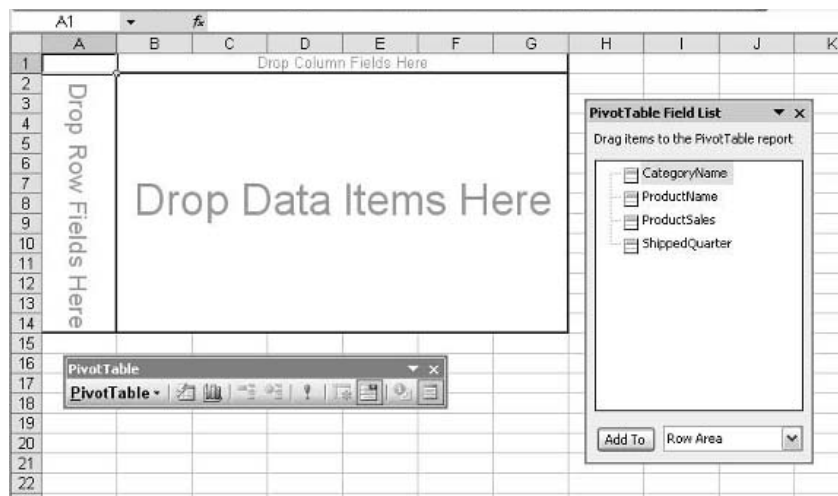 A1 fx
A B C D E F G H I J K
1 Drop Column Fields Here
2
3
4
5
6
7
8
9
10
11
12
13
14
15
16
17
18
19
20
21
22
Drop Row Fields Here
Drop Data Items Here
PivotTable Field List
Drag items to the PivotTable report
CategoryName
ProductName
ProductSales
ShippedQuarter
Add To Row Area
PivotTable
PivotTable